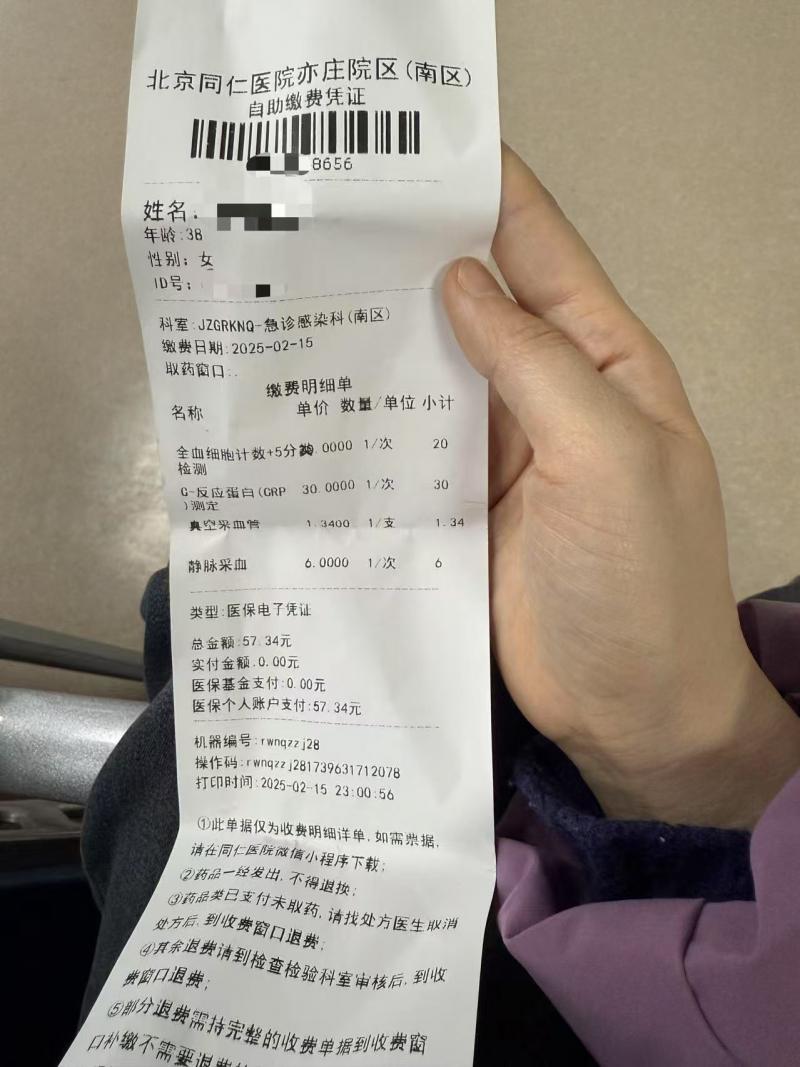 北京同仁医院亦庄院区(南区)
自助缴费凭证
8656
姓名:
年龄:38
性别: 女
ID号:
科室:JZGRKNQ-急诊感染科(南区)
缴费日期:2025-02-15
取药窗口:.
缴费明细单
名称 单价 数量/单位 小计
全血细胞计数+5分类 .0000 1/次 20
检测
C-反应蛋白(CRP 30.0000 1/次 30
)测定
真空采血管 1.3400 1/支 1.34
静脉采血 6.0000 1/次 6
类型:医保电子凭证
总金额:57.34元
实付金额:0.00元
医保基金支付:0.00元
医保个人账户支付:57.34元
机器编号:rwnqzzj28
操作码:rwnqzzj281739631712078
打印时间:2025-02-15 23:00:56
①此单据仅为收费明细详单,如需票据,
请在同仁医院微信小程序下载;
②药品一经发出,不得退换;
③药品类已支付未取药,请找处方医生取消
处方后,到收费窗口退费;
④其余退费请到检查检验科室审核后,到收
费窗口退费;
⑤部分退费需持完整的收费单据到收费窗
口补缴不需要退费